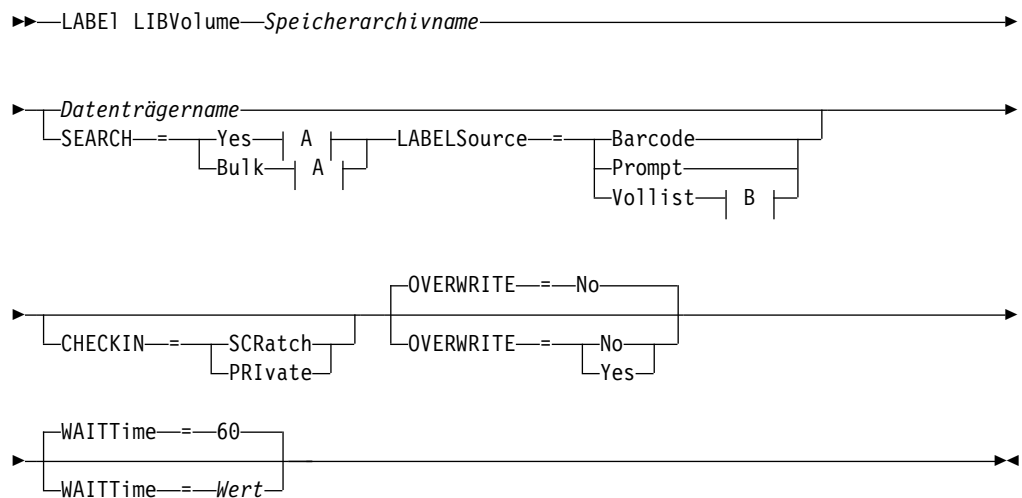 LABEl LIBVolume Speicherarchivname
Datenträgername
SEARCH = Yes A LABELSource = Barcode
Bulk A Prompt
Vollist B
OVERWRITE = No
CHECKIN = SCRatch OVERWRITE = No
PRIvate Yes
WAITTime = 60
WAITTime = Wert